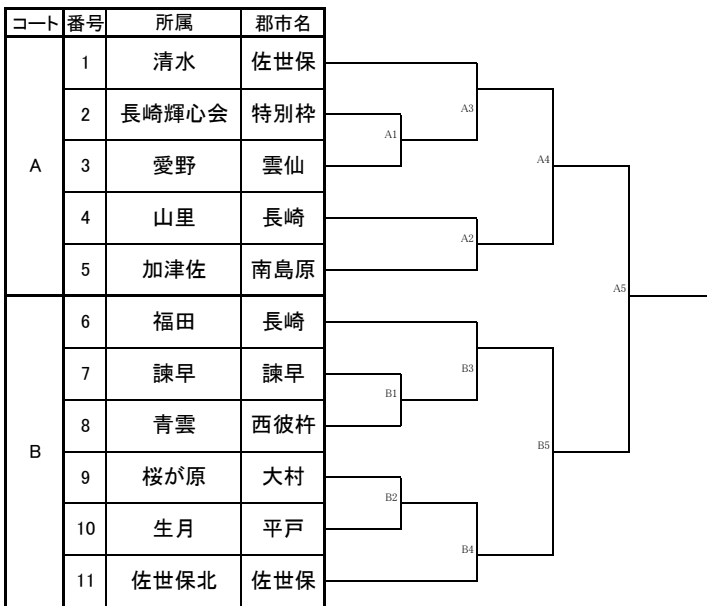 コート 番号 所属 郡市名
A
1 清水 佐世保
2 長崎輝心会 特別枠
3 愛野 雲仙
4 山里 長崎
5 加津佐 南島原
B
6 福田 長崎
7 諫早 諫早
8 青雲 西彼杵
9 桜が原 大村
10 生月 平戸
11 佐世保北 佐世保
A1
A3
A2
A4
A5
B1
B3
B2
B4
B5